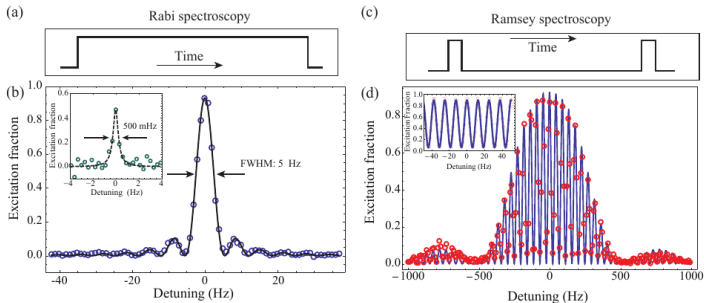 (a)
Rabi spectroscopy
Time
(b)
1.0
0.8
0.6
0.4
0.2
0.0
Excitation fraction
-40
-20
0
20
Detuning (Hz)
FWHM: 5 Hz
0.6
0.4
0.2
0.0
Excitation fraction
500 mHz
-4
-2
0
2
4
Detuning (Hz)
(c)
Ramsey spectroscopy
Time
(d)
0.8
0.6
0.4
0.2
0.0
Excitation fraction
-1000
-500
0
500
1000
Detuning (Hz)
1.0
0.8
0.6
0.4
0.2
0.0
Excitation fraction
-40
-20
0
20
40
Detuning (Hz)